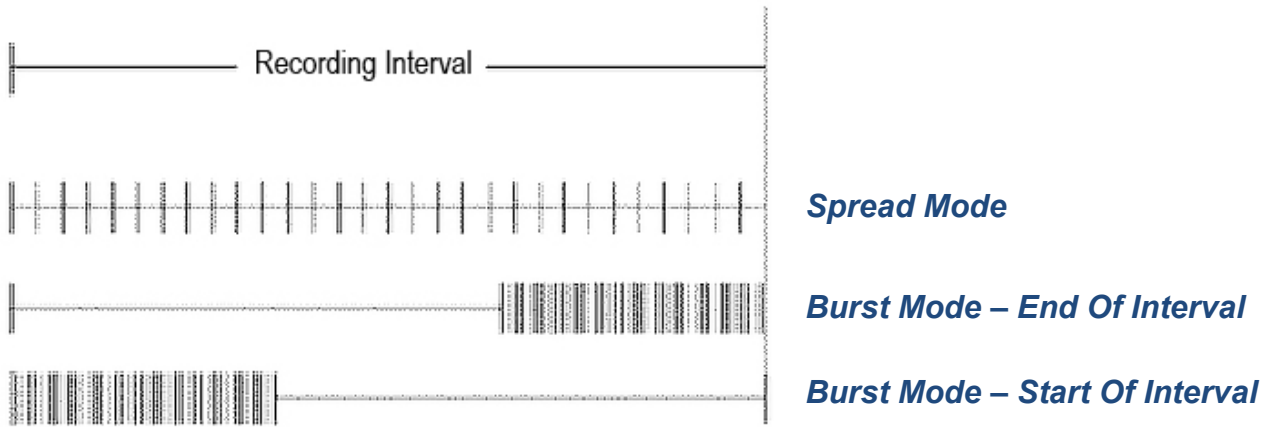 Recording Interval
Spread Mode
Burst Mode – End Of Interval
Burst Mode – Start Of Interval